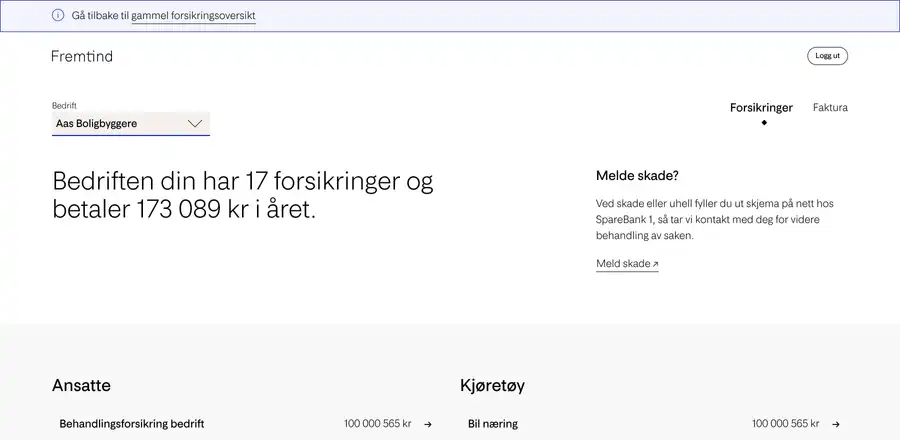 Gå tilbake til gammel forsikringsoversikt
Fremtind
Logg ut
Bedrift
Aas Boligbyggere
Forsikringer
Faktura
Bedriften din har 17 forsikringer og
betaler 173 089 kr i året.
Melde skade?
Ved skade eller uhell fyller du ut skjema på nett hos
SpareBank 1, så tar vi kontakt med deg for videre
behandling av saken.
Meld skade ↗
Ansatte
Behandlingsforsikring bedrift 100 000 565 kr →
Kjøretøy
Bil næring 100 000 565 kr →